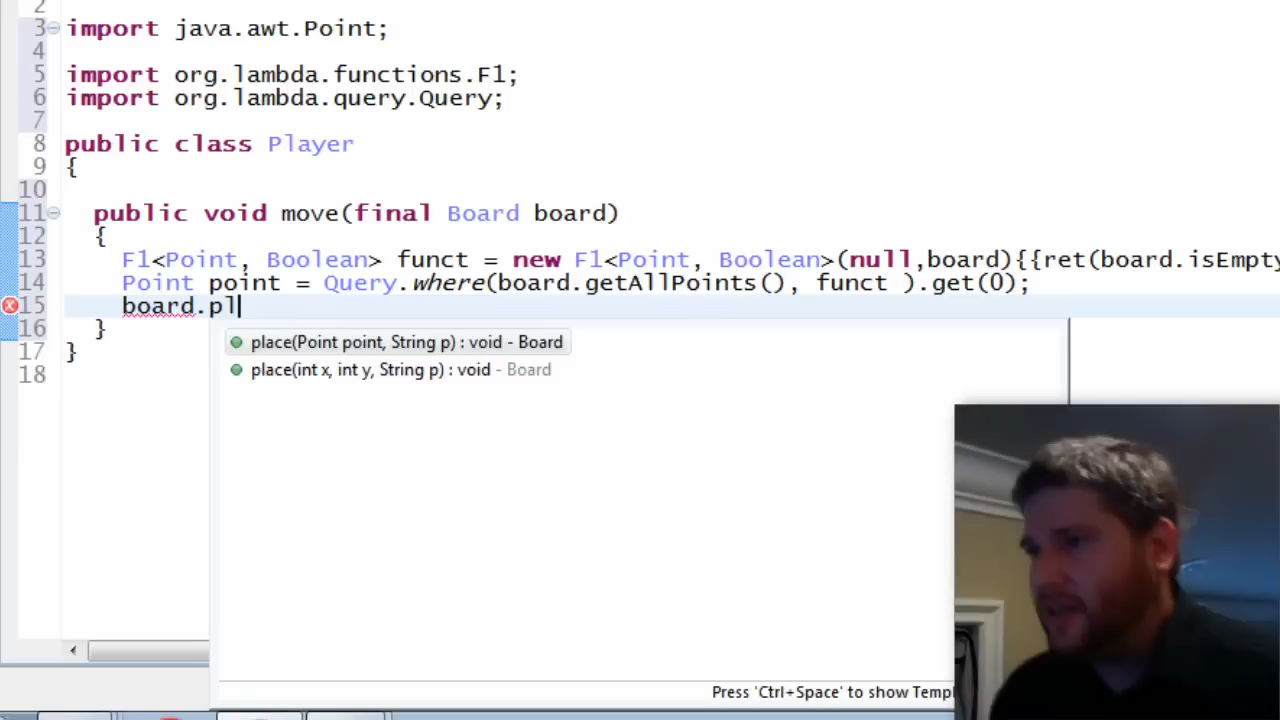 2
3 import java.awt.Point;
4
5 import org.lambda.functions.F1;
6 import org.lambda.query.Query;
7
8 public class Player
9 {
10
11 public void move(final Board board)
12 {
13 F1<Point, Boolean> funct = new F1<Point, Boolean>(null,board){{ret(board.isEmpty
14 Point point = Query.where(board.getAllPoints(), funct ).get(0);
15 board.pl
16 }
17 }
18
place(Point point, String p) : void - Board
place(int x, int y, String p) : void - Board
Press 'Ctrl+Space' to show Templ